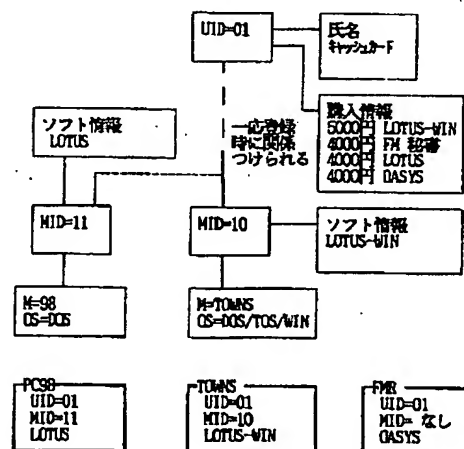 UID=01
氏名
キャッシュカード
購入情報
5000円 LOTUS-WIN
4000円 FM 秘書
4000円 LOTUS
4000円 OASYS
ソフト情報
LOTUS
一応登録
時に関係
つけられる
MID=11
MID=10
ソフト情報
LOTUS-WIN
M=98
OS=DOS
M=TOWNS
OS=DOS/TOS/WIN
PC98
UID=01
MID=11
LOTUS
TOWNS
UID=01
MID=10
LOTUS-WIN
FMR
UID=01
MID= なし
OASYS